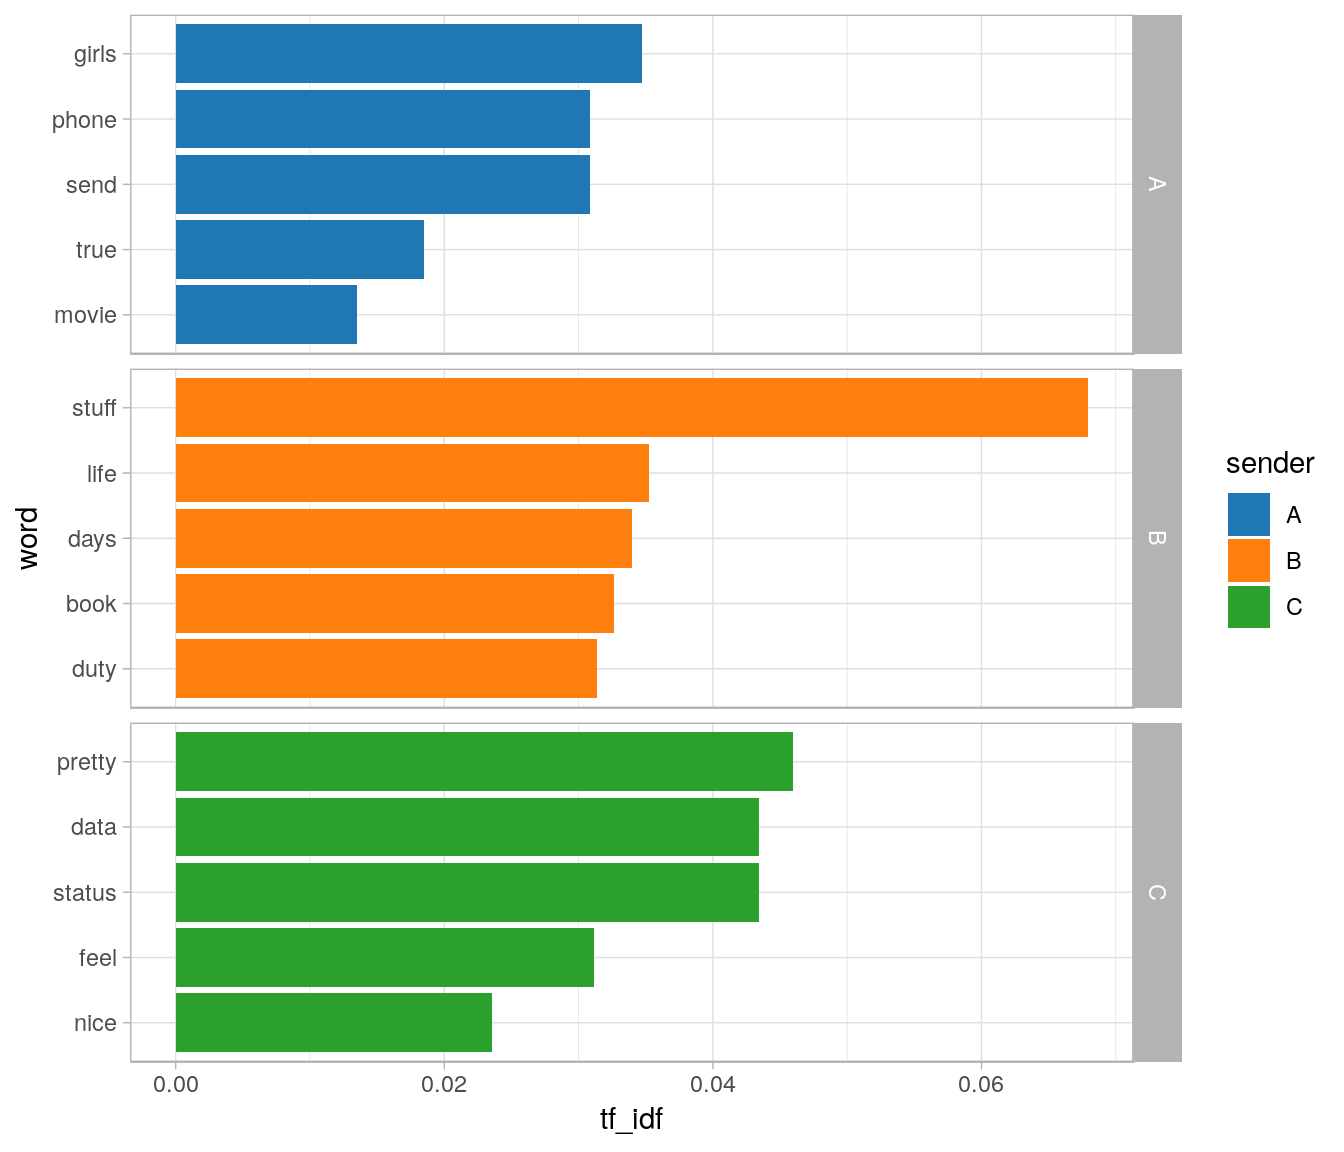 girls
phone
send
true
movie
A
stuff
life
days
book
duty
B
pretty
data
status
feel
nice
C
0.00 0.02 0.04 0.06
tf_idf
word
sender
A
B
C